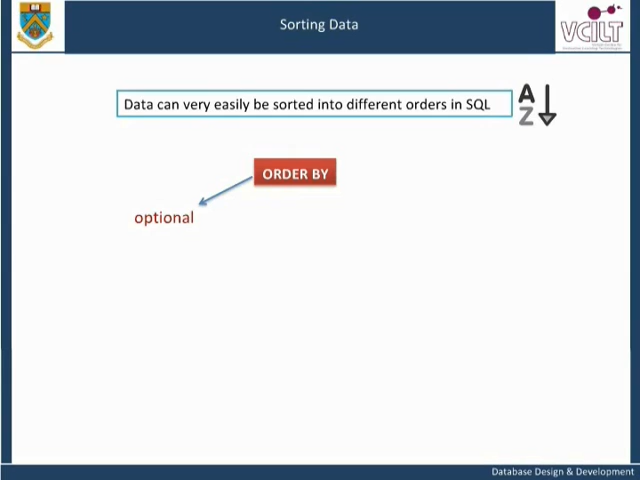 Sorting Data
VCILT
Data can very easily be sorted into different orders in SQL
A
Z
ORDER BY
optional
Database Design & Development